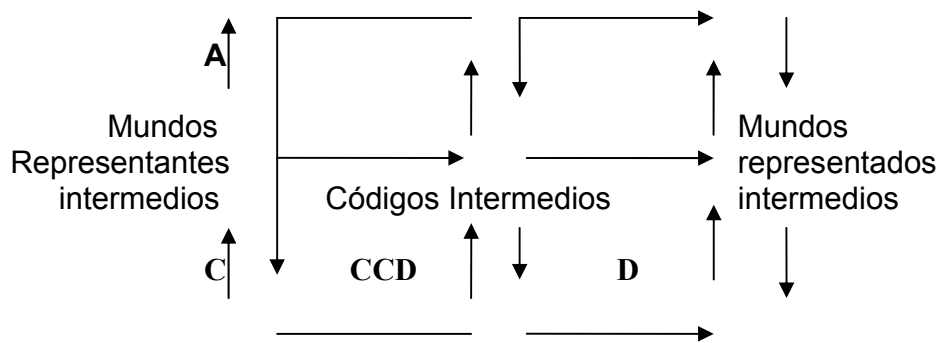 A
Mundos
Representantes
intermedios
Códigos Intermedios
Mundos
representados
intermedios
C
CCD
D